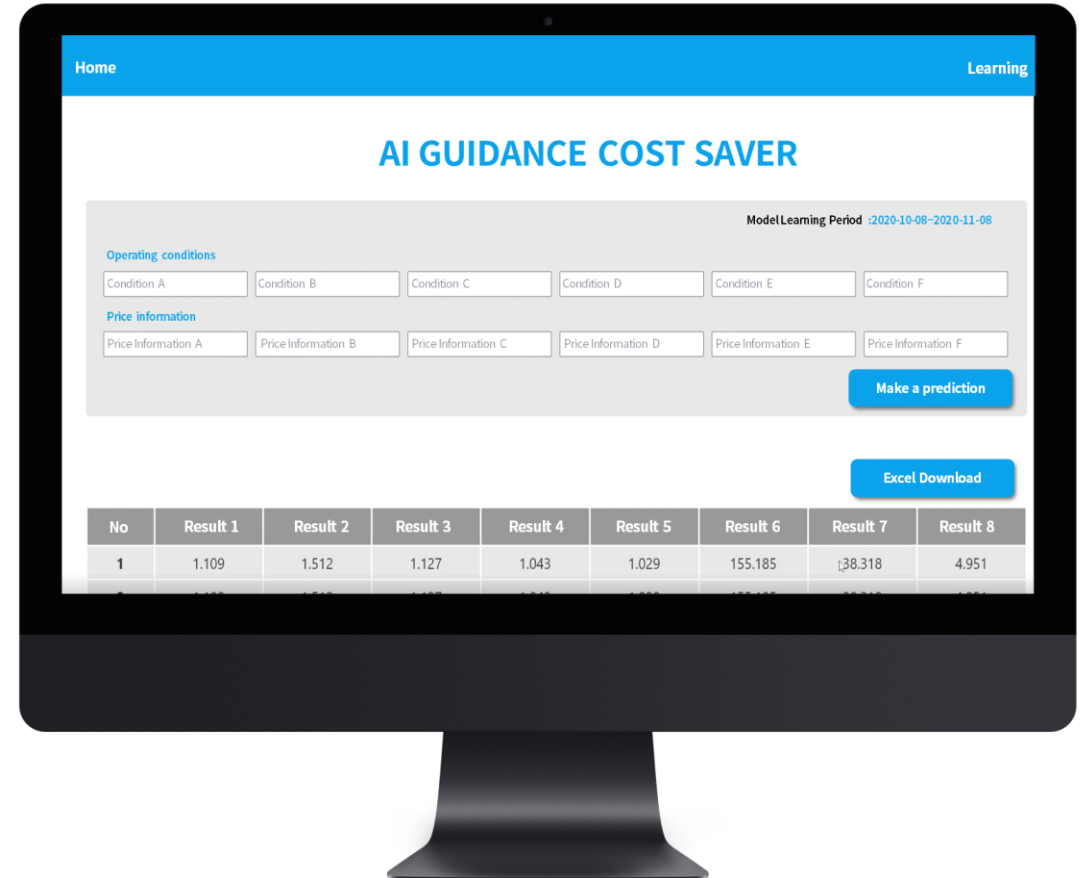 Home Learning
AI GUIDANCE COST SAVER
Model Learning Period :2020-10-08~2020-11-08
Operating conditions
Condition A Condition B Condition C Condition D Condition E Condition F
Price information
Price Information A Price Information B Price Information C Price Information D Price Information E Price Information F
Make a prediction
Excel Download
No Result 1 Result 2 Result 3 Result 4 Result 5 Result 6 Result 7 Result 8
1 1.109 1.512 1.127 1.043 1.029 155.185 38.318 4.951